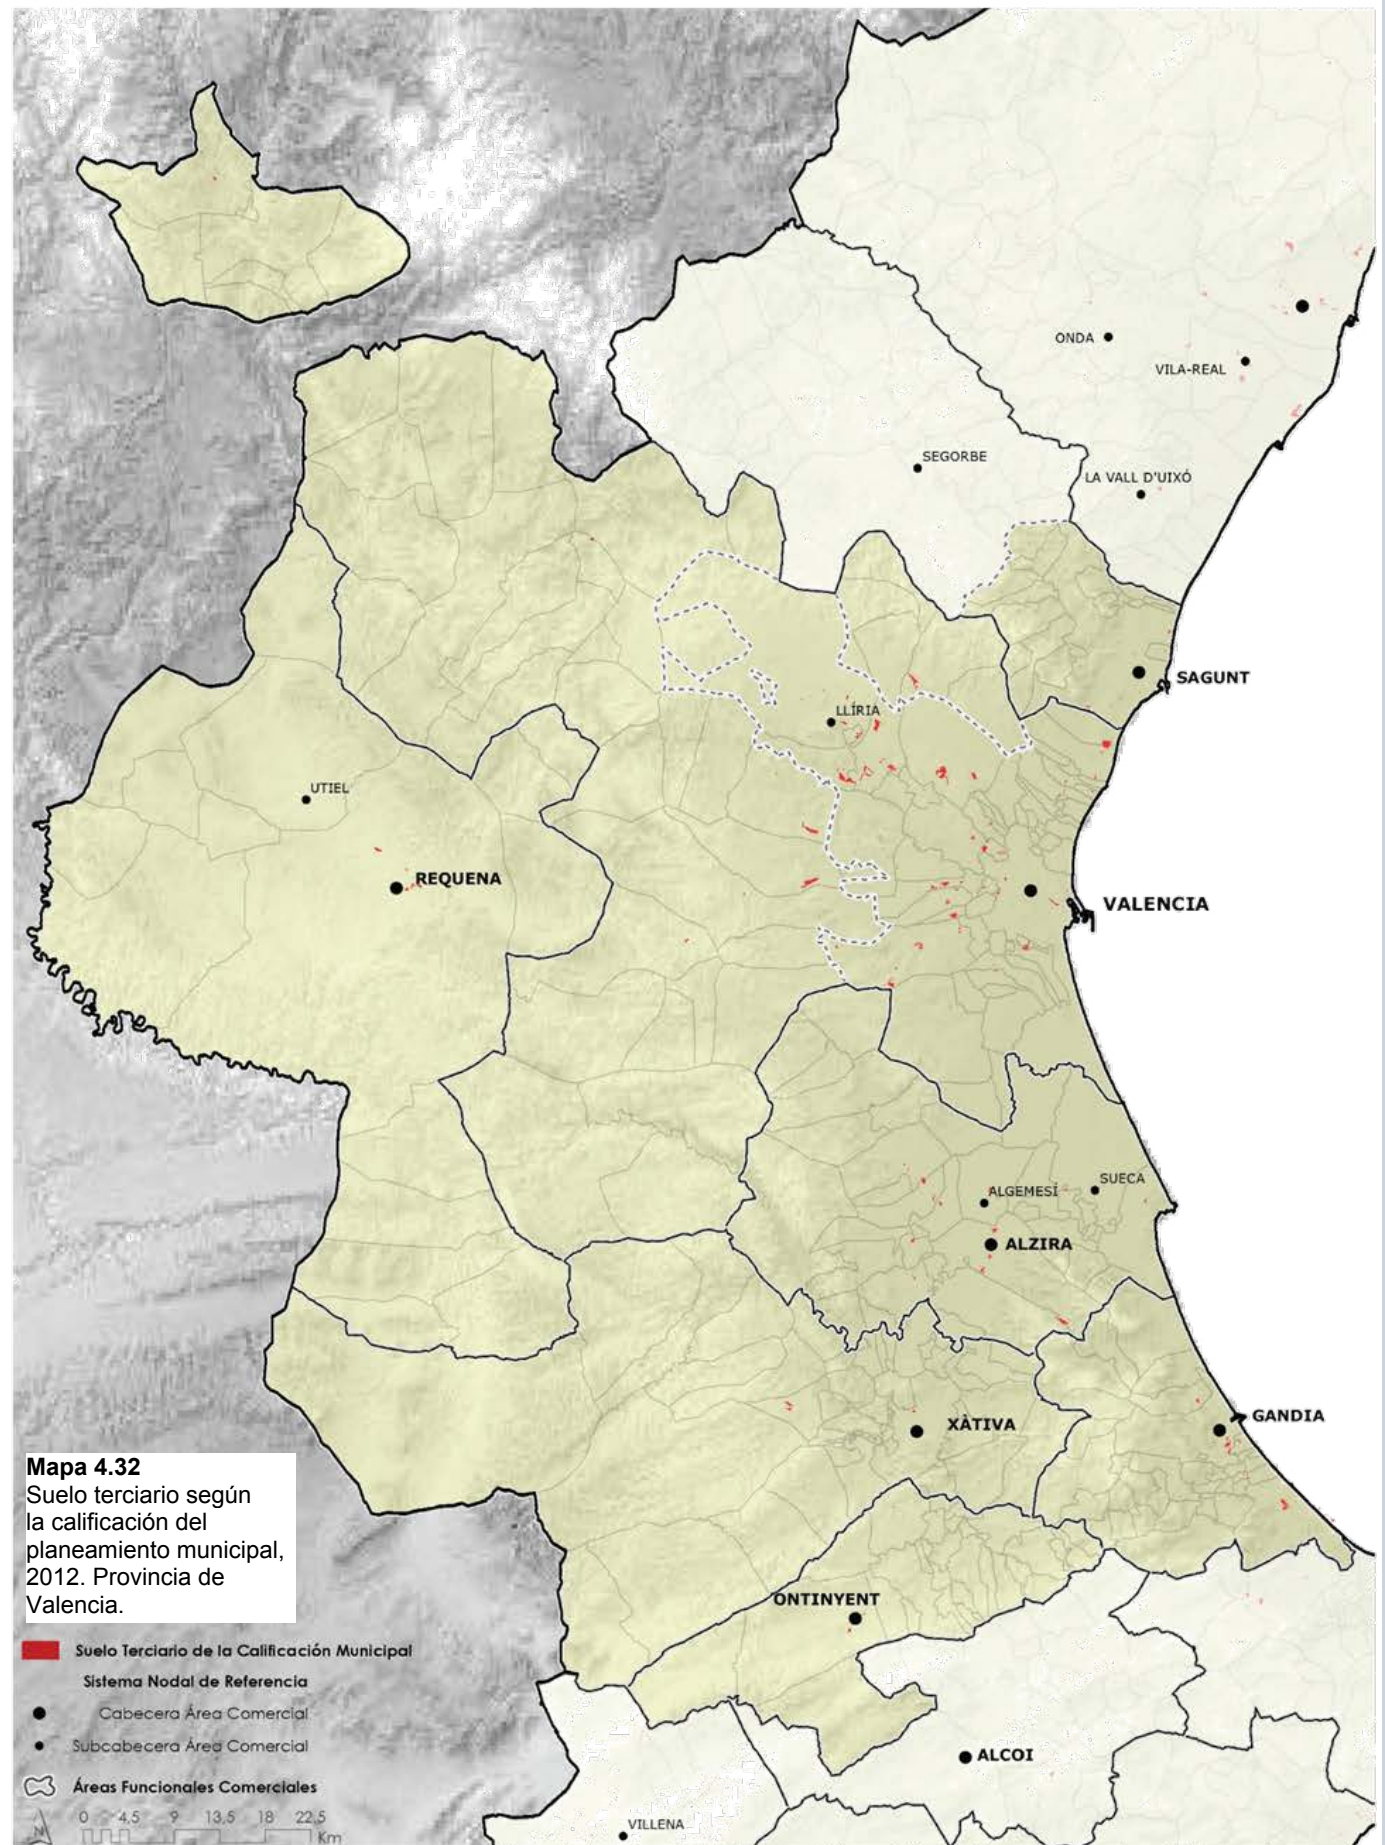 ONDA
VILA-REAL
SEGORBE
LA VALL D'UIXÓ
SAGUNT
LLÍRIA
UTIEL
REQUENA
VALENCIA
ALGEMESÍ
SUECA
ALZIRA
XÀTIVA
GANDIA
ONTINYENT
ALCOI
VILLENA
Mapa 4.32
Suelo terciario según
la calificación del
planeamiento municipal,
2012. Provincia de
Valencia.
Suelo Terciario de la Calificación Municipal
Sistema Nodal de Referencia
Cabecera Área Comercial
Subcabecera Área Comercial
Áreas Funcionales Comerciales
N
0 4,5 9 13,5 18 22,5
Km